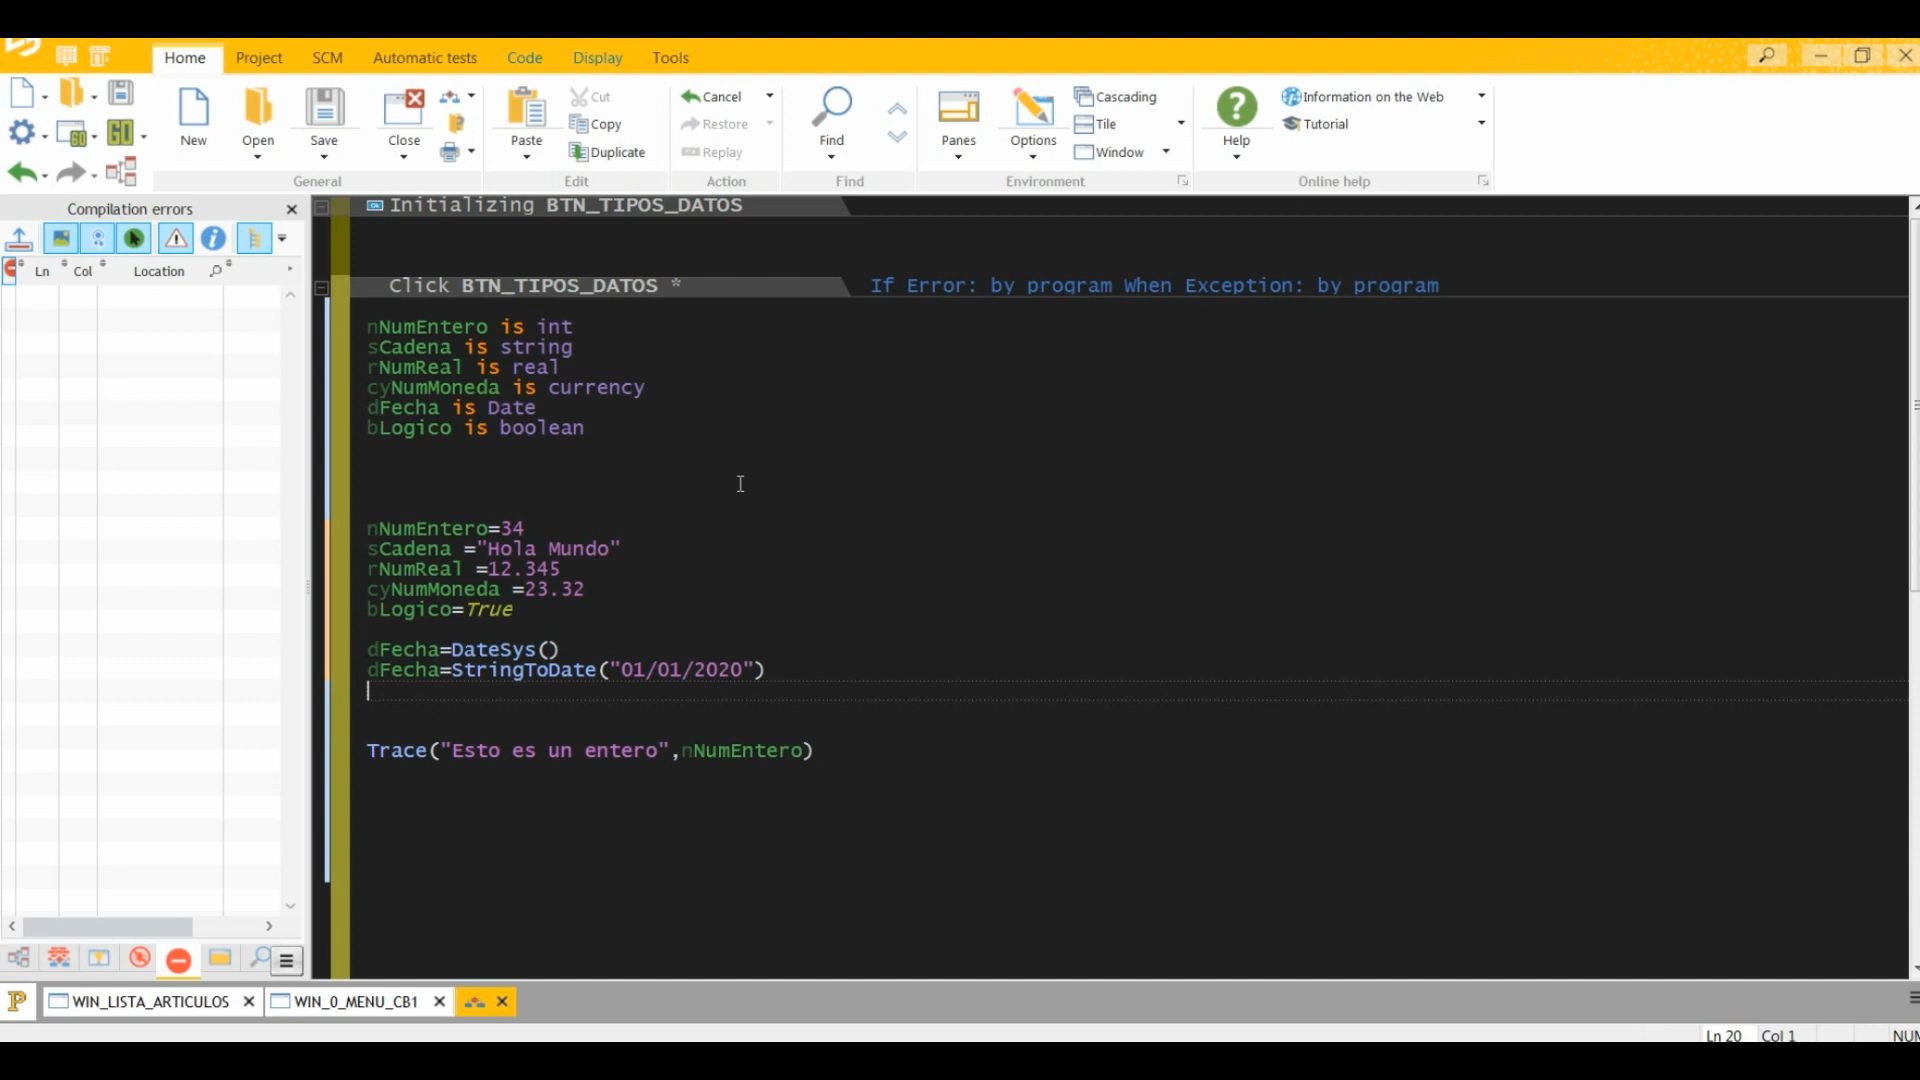 Home Project SCM Automatic tests Code Display Tools
New Open Save Close Paste Cut Copy Duplicate Cancel Restore Replay Find Panes Options Cascading Tile Window Help Information on the Web Tutorial
General Edit Action Find Environment Online help
Compilation errors
Ln Col Location
Initializing BTN_TIPOS_DATOS
Click BTN_TIPOS_DATOS * If Error: by program When Exception: by program
nNumEntero is int
sCadena is string
rNumReal is real
cyNumMoneda is currency
dFecha is Date
bLogico is boolean
nNumEntero=34
sCadena ="Hola Mundo"
rNumReal =12.345
cyNumMoneda =23.32
bLogico=True
dFecha=DateSys()
dFecha=StringToDate("01/01/2020")
Trace("Esto es un entero",nNumEntero)
WIN_LISTA_ARTICULOS WIN_0_MENU_CB1
Ln 20 Col 1 NUM